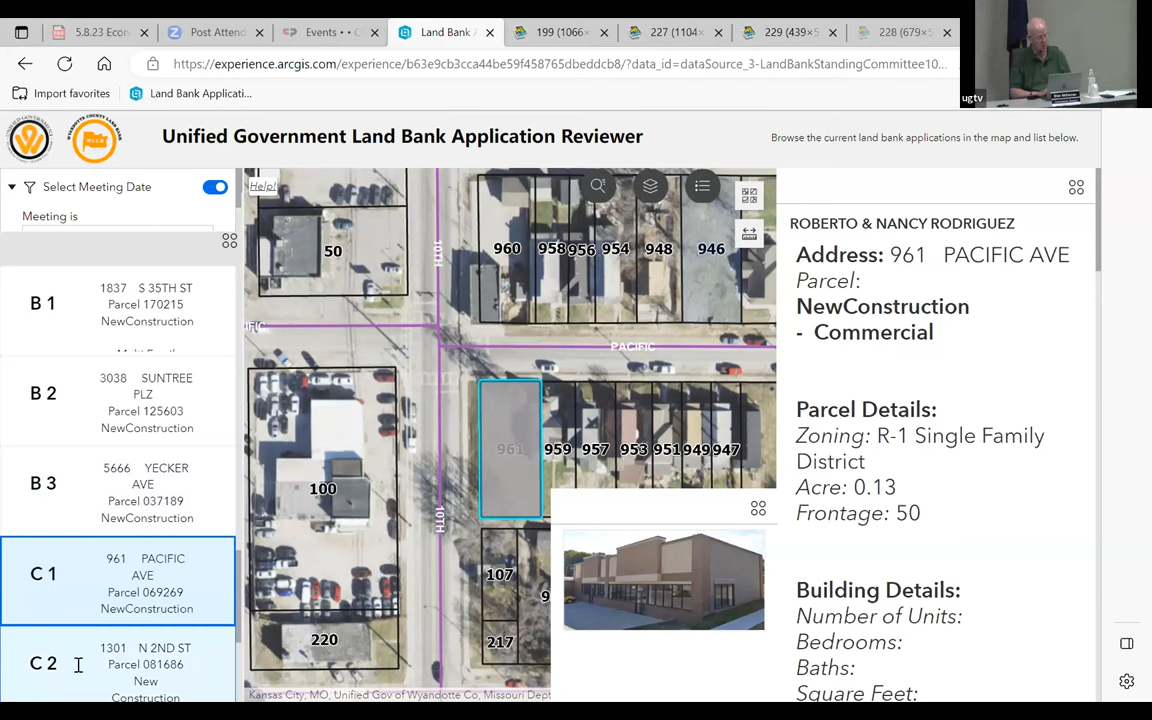 5.8.23 Econ
Post Attend
Events
Land Bank
199 (1066×
227 (1104×
229 (439×5
228 (679×5
https://experience.arcgis.com/experience/b63e9cb3cca44be59f458765dbeddcb8/?data_id=dataSource_3-LandBankStandingCommittee10...
Import favorites
Land Bank Applicati...
ugtv
Unified Government Land Bank Application Reviewer
Browse the current land bank applications in the map and list below.
Select Meeting Date
Meeting is
B 1
1837 S 35TH ST
Parcel 170215
NewConstruction
B 2
3038 SUNTREE
PLZ
Parcel 125603
NewConstruction
B 3
5666 YECKER
AVE
Parcel 037189
NewConstruction
C 1
961 PACIFIC
AVE
Parcel 069269
NewConstruction
C 2
1301 N 2ND ST
Parcel 081686
New
Construction
Help!
50
10TH
960
958
956
954
948
946
PACIFIC
961
959
957
953
951
949
947
100
10TH
107
220
217
Kansas City, MO, Unified Gov of Wyandotte Co, Missouri Dept
ROBERTO & NANCY RODRIGUEZ
Address: 961 PACIFIC AVE
Parcel:
NewConstruction
- Commercial
Parcel Details:
Zoning: R-1 Single Family
District
Acre: 0.13
Frontage: 50
Building Details:
Number of Units:
Bedrooms:
Baths:
Square Feet: